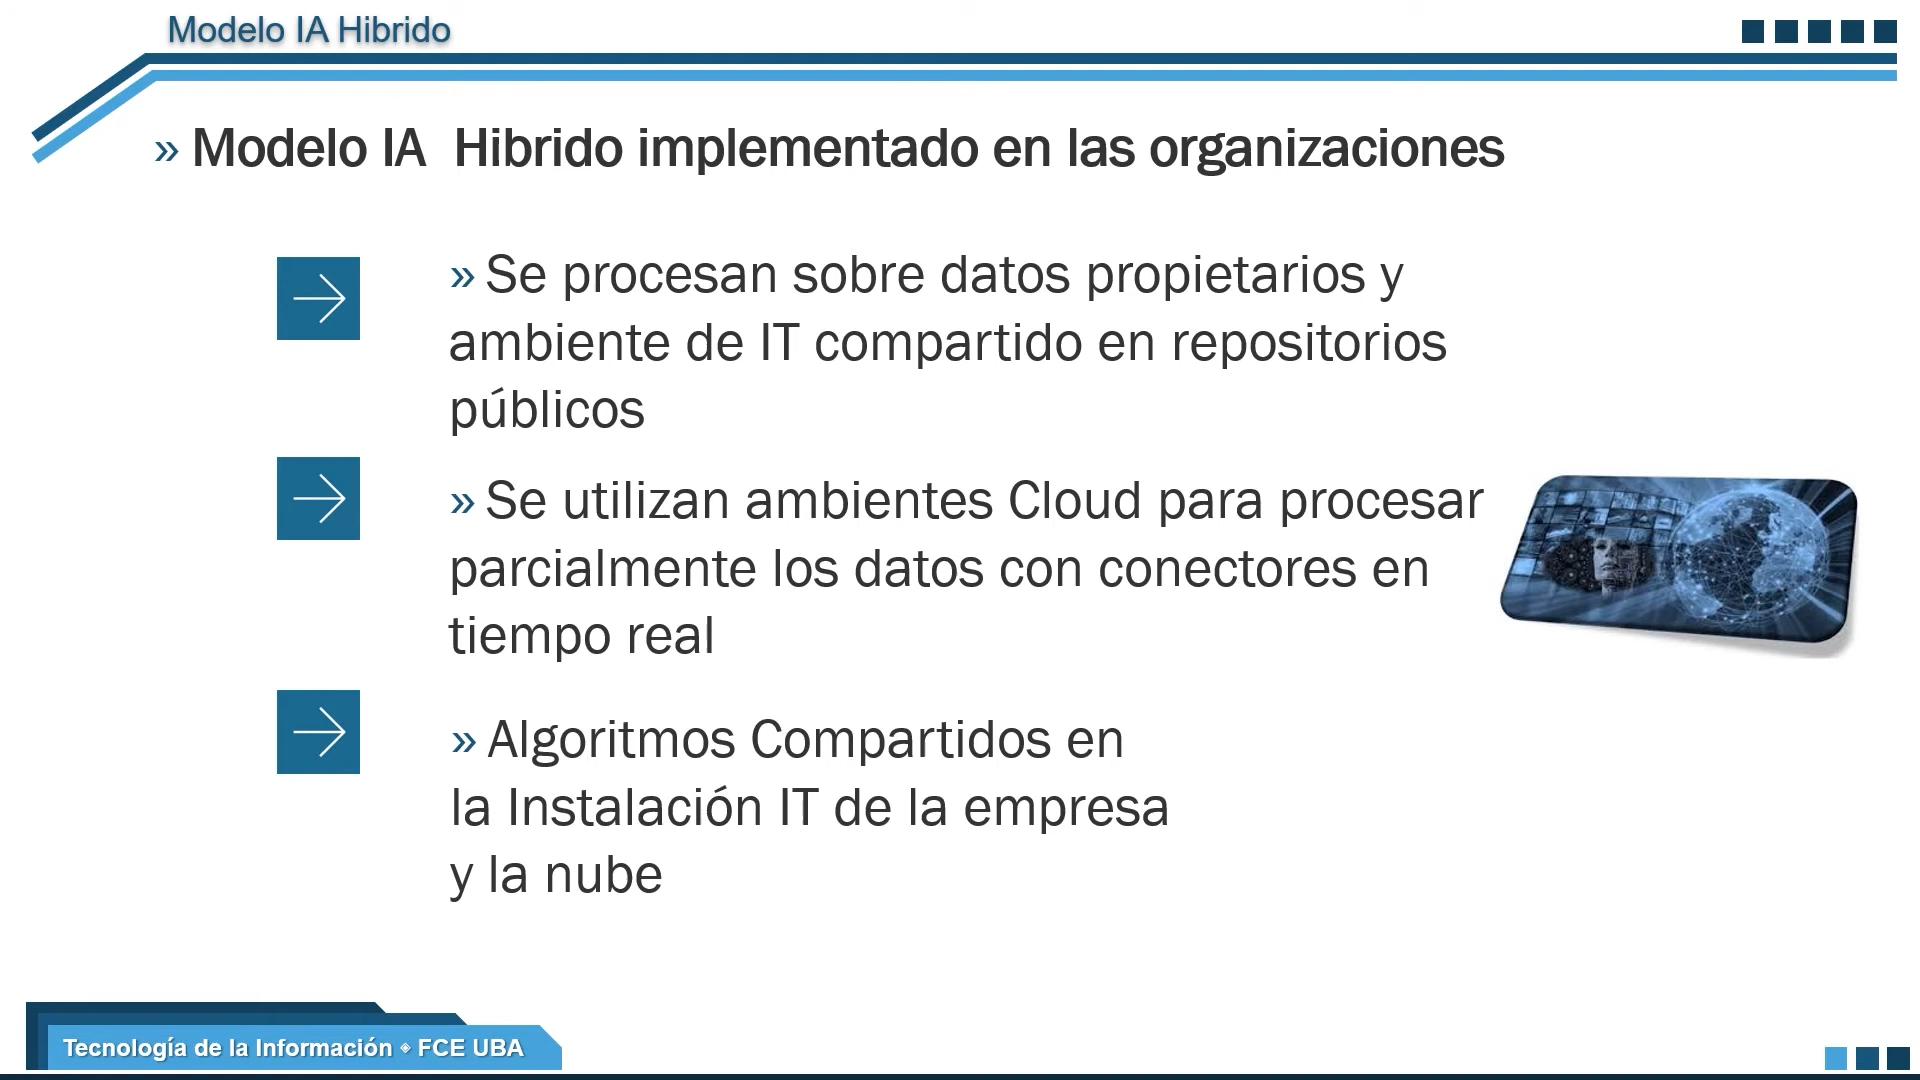 Modelo IA Hibrido
» Modelo IA  Hibrido implementado en las organizaciones
» Se procesan sobre datos propietarios y
ambiente de IT compartido en repositorios
públicos
» Se utilizan ambientes Cloud para procesar
parcialmente los datos con conectores en
tiempo real
» Algoritmos Compartidos en
la Instalación IT de la empresa
y la nube
Tecnología de la Información ◈ FCE UBA